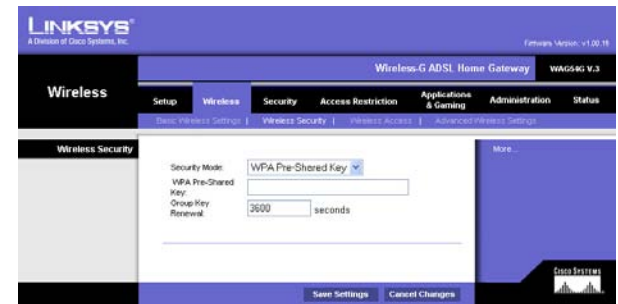 LINKSYS®
A Division of Cisco Systems, Inc.
Firmware Version: v1.00.19
Wireless-G ADSL Home Gateway WAG54G V.3
Wireless
Setup Wireless Security Access Restriction Applications & Gaming Administration Status
Basic Wireless Settings | Wireless Security | Wireless Access | Advanced Wireless Settings
Wireless Security
More...
Security Mode: WPA Pre-Shared Key
WPA Pre-Shared Key:
Group Key Renewal: 3600 seconds
CISCO SYSTEMS
Save Settings Cancel Changes